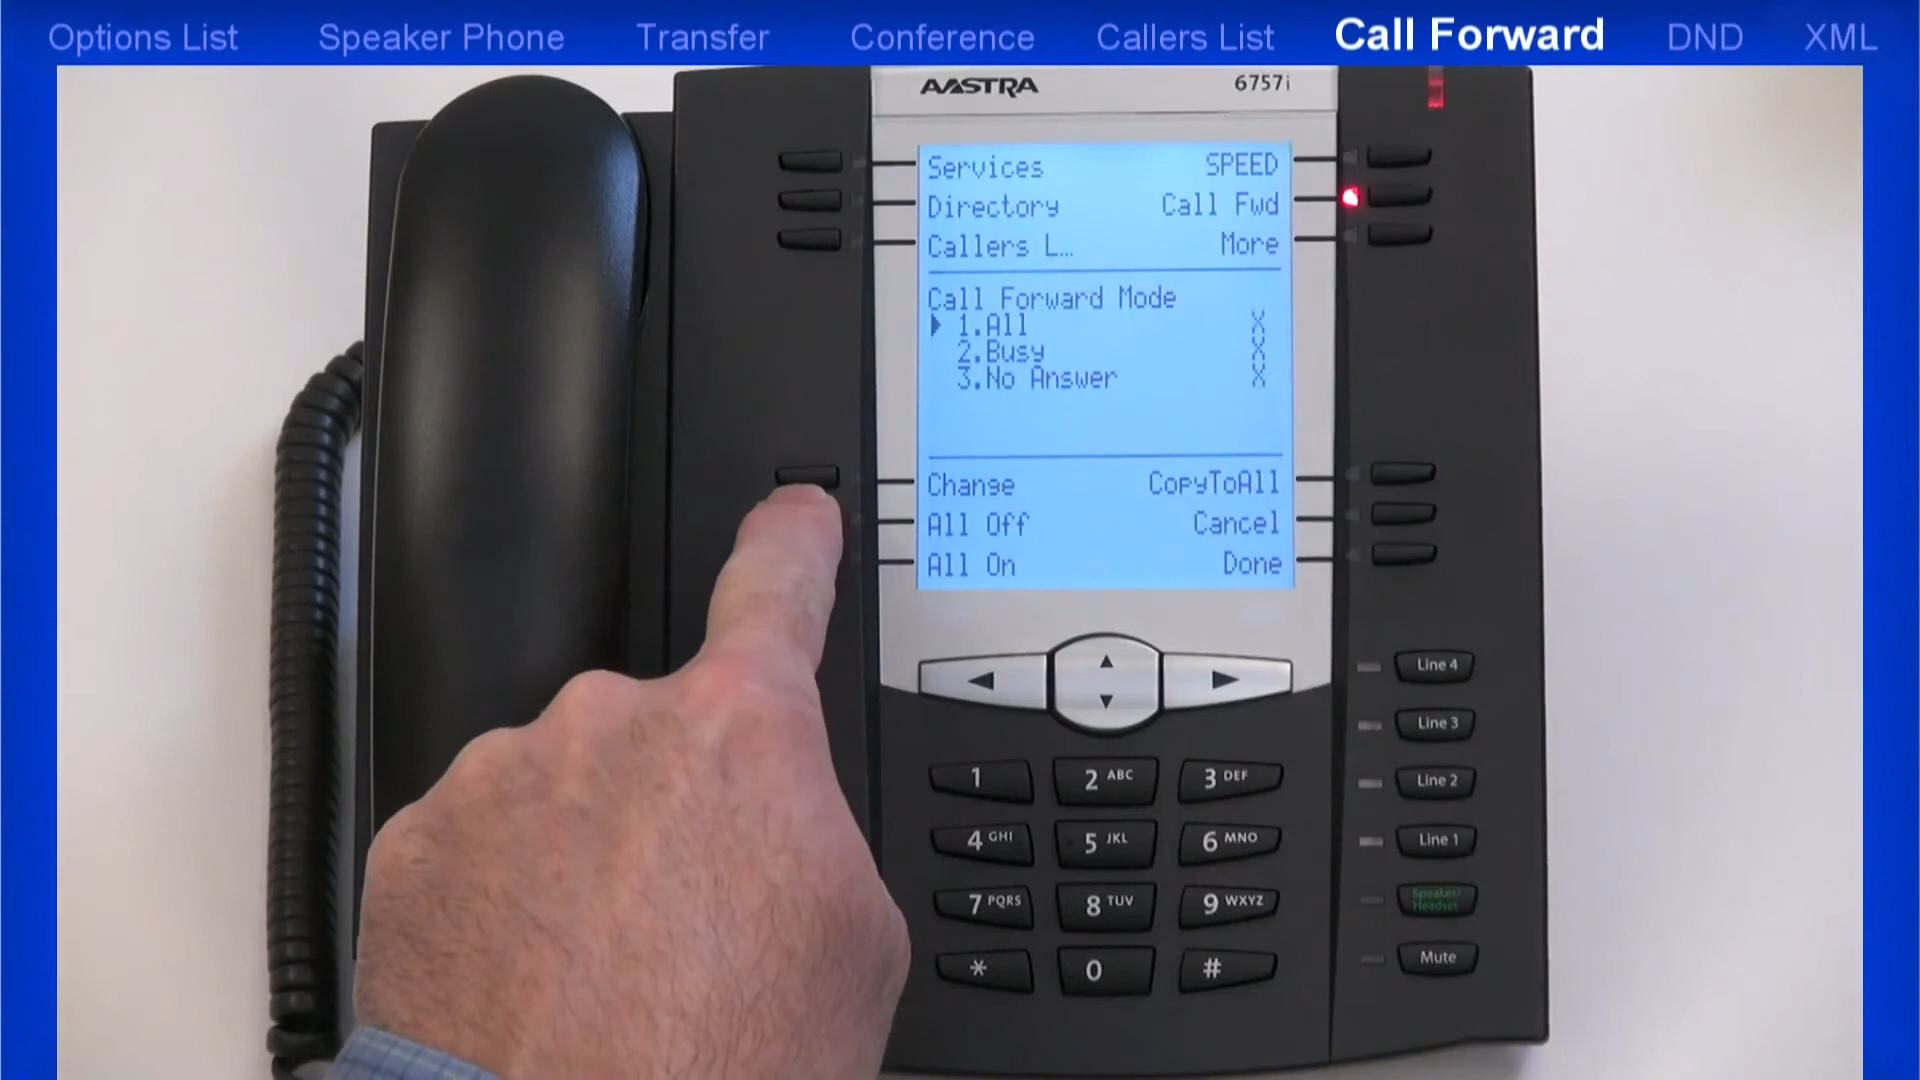 Options List Speaker Phone Transfer Conference Callers List Call Forward DND XML
AASTRA 6757i
Services SPEED
Directory Call Fwd
Callers L… More
Call Forward Mode
1.All X
2.Busy X
3.No Answer X
Change CopyToAll
All Off Cancel
All On Done
Line 4
Line 3
1 2 ABC 3 DEF Line 2
4 GHI 5 JKL 6 MNO Line 1
7 PQRS 8 TUV 9 WXYZ Speaker/
Headset
* 0 # Mute